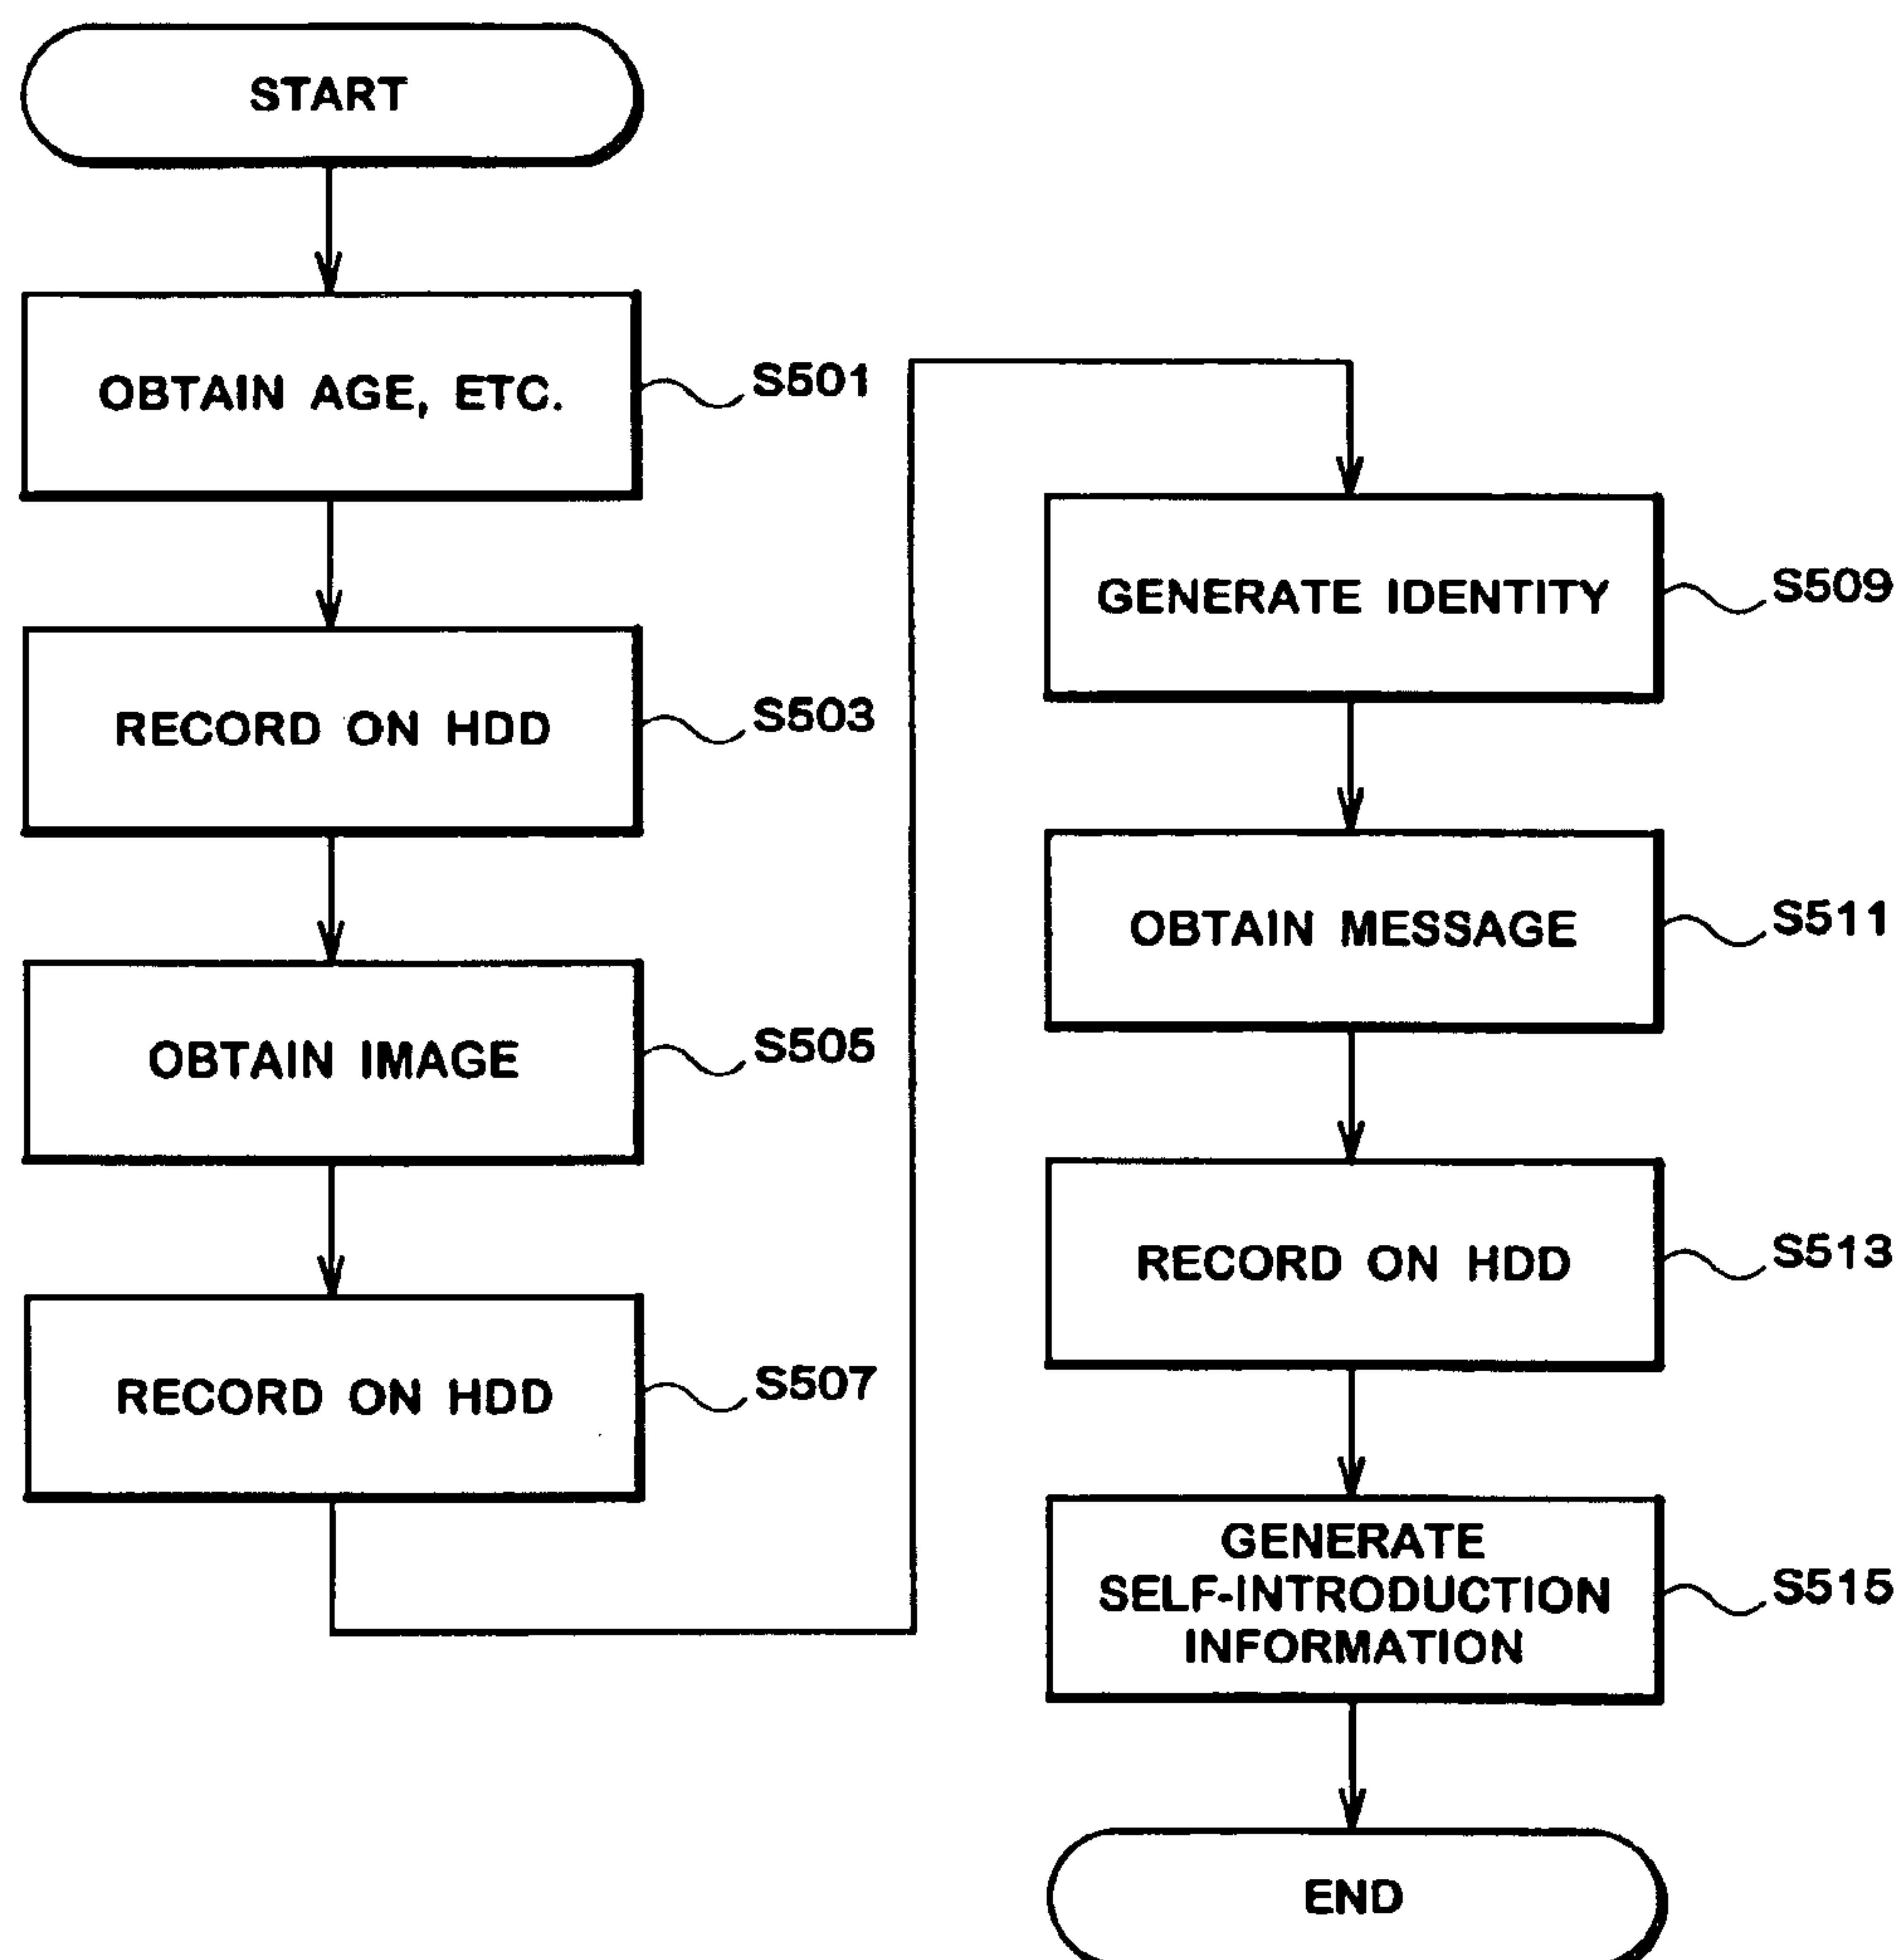 START
OBTAIN AGE, ETC.
S501
RECORD ON HDD
S503
OBTAIN IMAGE
S505
RECORD ON HDD
S507
GENERATE IDENTITY
S509
OBTAIN MESSAGE
S511
RECORD ON HDD
S513
GENERATE
SELF-INTRODUCTION
INFORMATION
S515
END